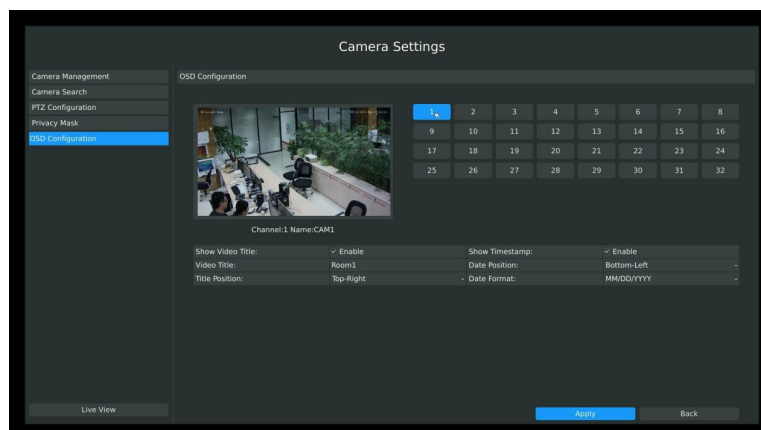 Camera Settings
Camera Management
Camera Search
PTZ Configuration
Privacy Mask
OSD Configuration
OSD Configuration
1 2 3 4 5 6 7 8
9 10 11 12 13 14 15 16
17 18 19 20 21 22 23 24
25 26 27 28 29 30 31 32
Channel:1 Name:CAM1
Show Video Title: Enable Show Timestamp: Enable
Video Title: Room1 Date Position: Bottom-Left
Title Position: Top-Right Date Format: MM/DD/YYYY
Live View
Apply Back